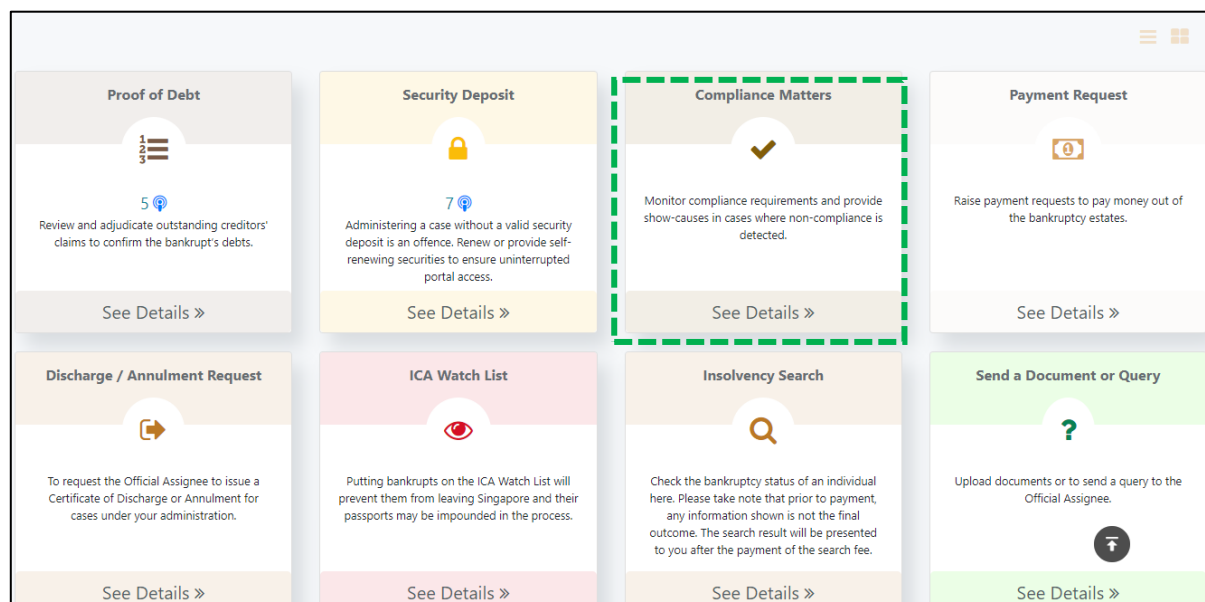 Proof of Debt
5
Review and adjudicate outstanding creditors'
claims to confirm the bankrupt's debts.
See Details »
Security Deposit
7
Administering a case without a valid security
deposit is an offence. Renew or provide self-
renewing securities to ensure uninterrupted
portal access.
See Details »
Compliance Matters
Monitor compliance requirements and provide
show-causes in cases where non-compliance is
detected.
See Details »
Payment Request
Raise payment requests to pay money out of
the bankruptcy estates.
See Details »
Discharge / Annulment Request
To request the Official Assignee to issue a
Certificate of Discharge or Annulment for
cases under your administration.
See Details »
ICA Watch List
Putting bankrupts on the ICA Watch List will
prevent them from leaving Singapore and their
passports may be impounded in the process.
See Details »
Insolvency Search
Check the bankruptcy status of an individual
here. Please take note that prior to payment,
any information shown is not the final
outcome. The search result will be presented
to you after the payment of the search fee.
See Details »
Send a Document or Query
?
Upload documents or to send a query to the
Official Assignee.
See Details »